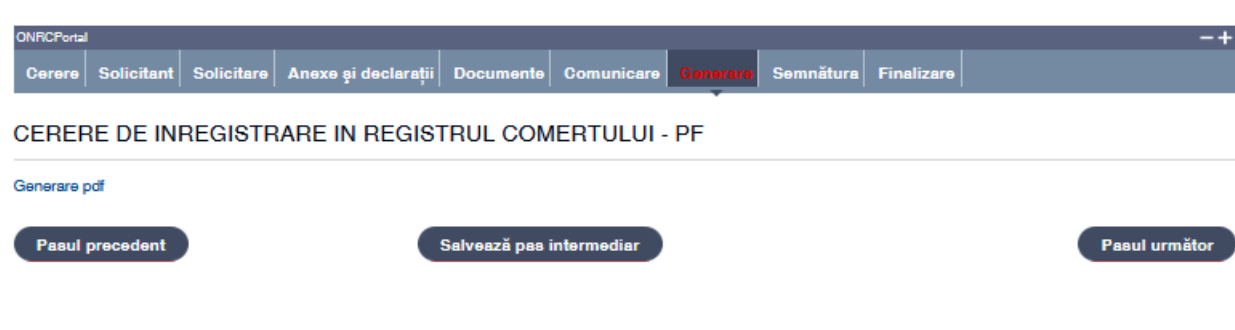 ONRCPortal
Cerere Solicitant Solicitare Anexe și declarații Documente Comunicare Generare Semnătura Finalizare
CERERE DE INREGISTRARE IN REGISTRUL COMERTULUI - PF
Generare pdf
Pasul precedent Salvează pas intermediar Pasul următor